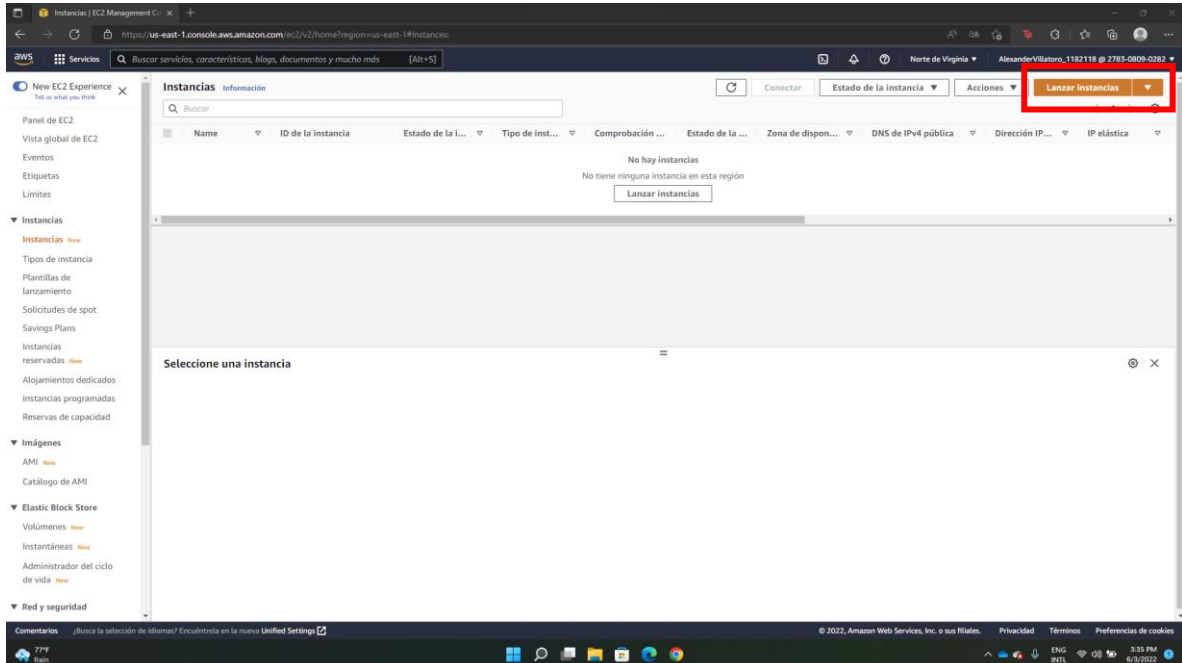 Instancias | EC2 Management Co
https://us-east-1.console.aws.amazon.com/ec2/v2/home?region=us-east-1#Instances:
aws Servicios Buscar servicios, características, blogs, documentos y mucho más [Alt+S] Norte de Virginia AlexanderVillatoro_1182118 @ 2783-0809-0282
New EC2 Experience
Tell us what you think
Panel de EC2
Vista global de EC2
Eventos
Etiquetas
Límites
Instancias
Instancias New
Tipos de instancia
Plantillas de
lanzamiento
Solicitudes de spot
Savings Plans
Instancias
reservadas New
Alojamientos dedicados
Instancias programadas
Reservas de capacidad
Imágenes
AMI New
Catálogo de AMI
Elastic Block Store
Volúmenes New
Instantáneas New
Administrador del ciclo
de vida New
Red y seguridad
Instancias Información Conectar Estado de la instancia Acciones Lanzar instancias
Buscar
Name ID de la instancia Estado de la i... Tipo de inst... Comprobación ... Estado de la ... Zona de dispon... DNS de IPv4 pública Dirección IP... IP elástica
No hay instancias
No tiene ninguna instancia en esta región
Lanzar instancias
Seleccione una instancia
Comentarios ¿Busca la selección de idiomas? Encuéntrela en la nueva Unified Settings © 2022, Amazon Web Services, Inc. o sus filiales. Privacidad Términos Preferencias de cookies
77°F
Rain
ENG
INTL
3:35 PM
6/3/2022